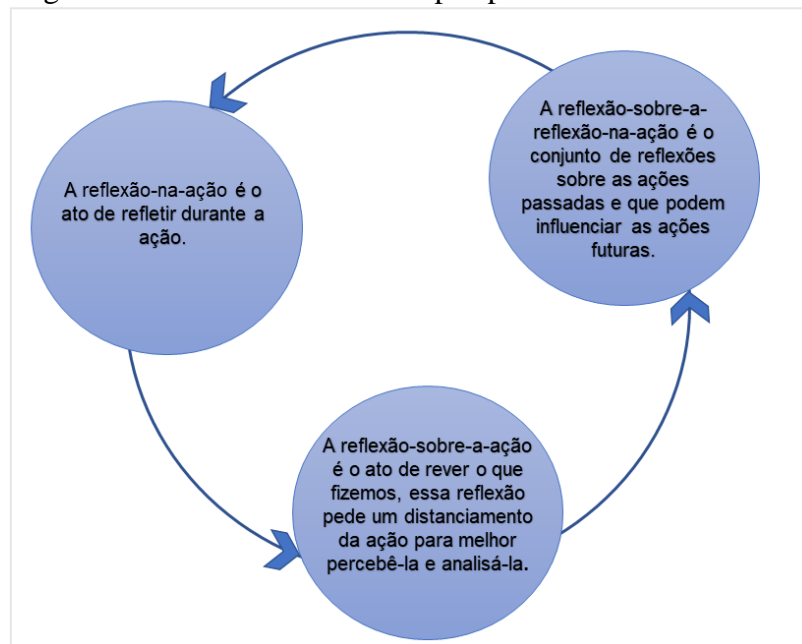 A reflexão-na-ação é o
ato de refletir durante a
ação.
A reflexão-sobre-a-ação
é o ato de rever o que
fizemos, essa reflexão
pede um distanciamento
da ação para melhor
percebê-la e analisá-la.
A reflexão-sobre-a-
reflexão-na-ação é o
conjunto de reflexões
sobre as ações
passadas e que podem
influenciar as ações
futuras.